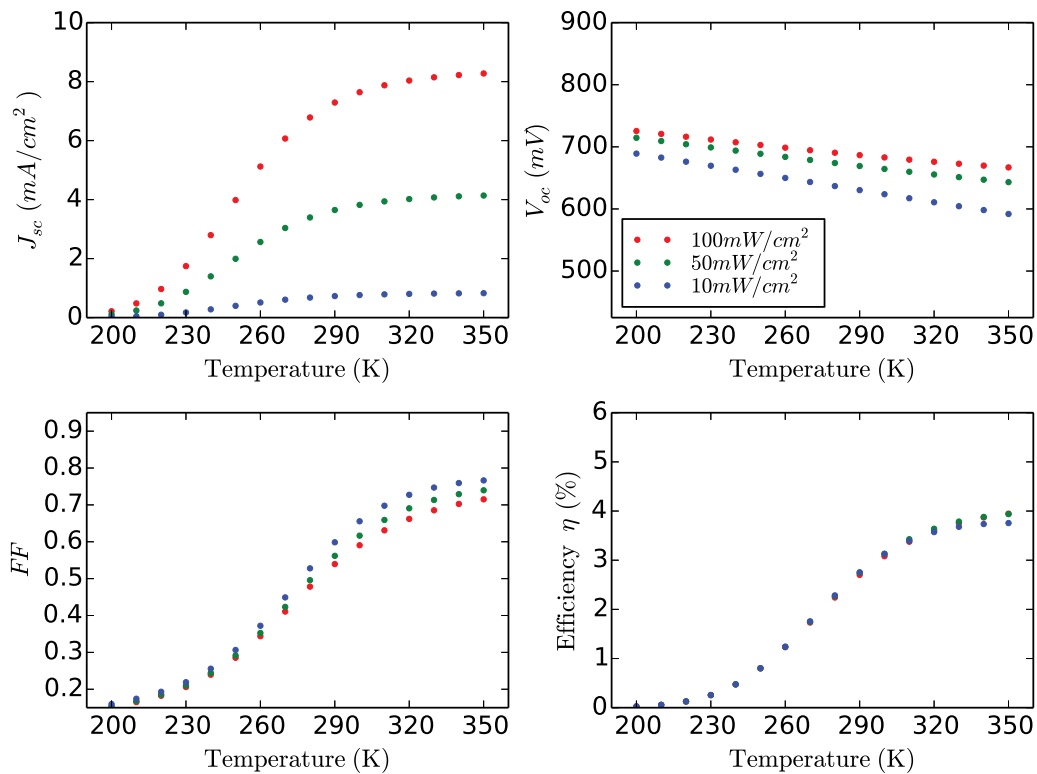 10
8
6
4
2
0
J_sc (mA/cm^2 )
200 230 260 290 320 350
Temperature (K)
900
800
700
600
500
V_oc (mV)
100mW/cm^2
50mW/cm^2
10mW/cm^2
200 230 260 290 320 350
Temperature (K)
0.9
0.8
0.7
0.6
0.5
0.4
0.3
0.2
FF
200 230 260 290 320 350
Temperature (K)
6
5
4
3
2
1
0
Efficiency η (%)
200 230 260 290 320 350
Temperature (K)